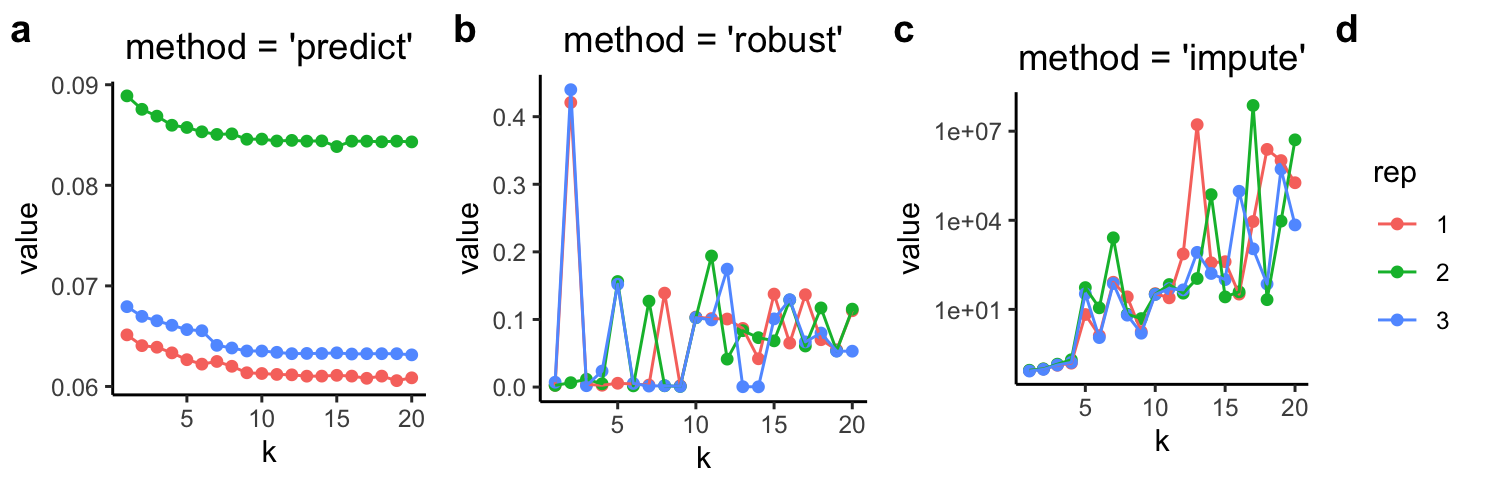 a
method = 'predict'
0.09
0.08
0.07
0.06
value
5 10 15 20
k
b
method = 'robust'
0.4
0.3
0.2
0.1
0.0
value
5 10 15 20
k
c
method = 'impute'
1e+07
1e+04
1e+01
value
5 10 15 20
k
d
rep
1
2
3